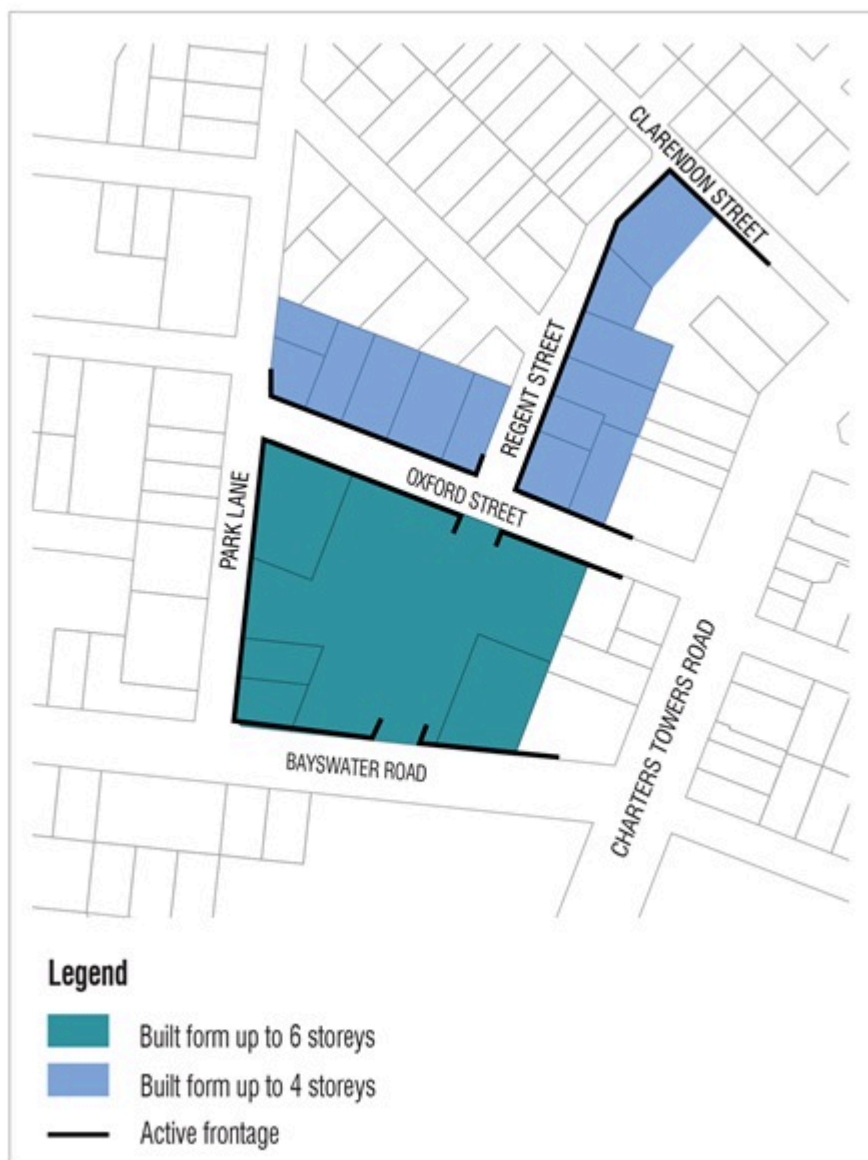 CLARENDON STREET
REGENT STREET
OXFORD STREET
PARK LANE
BAYSWATER ROAD
CHARTERS TOWERS ROAD
Legend
Built form up to 6 storeys
Built form up to 4 storeys
Active frontage